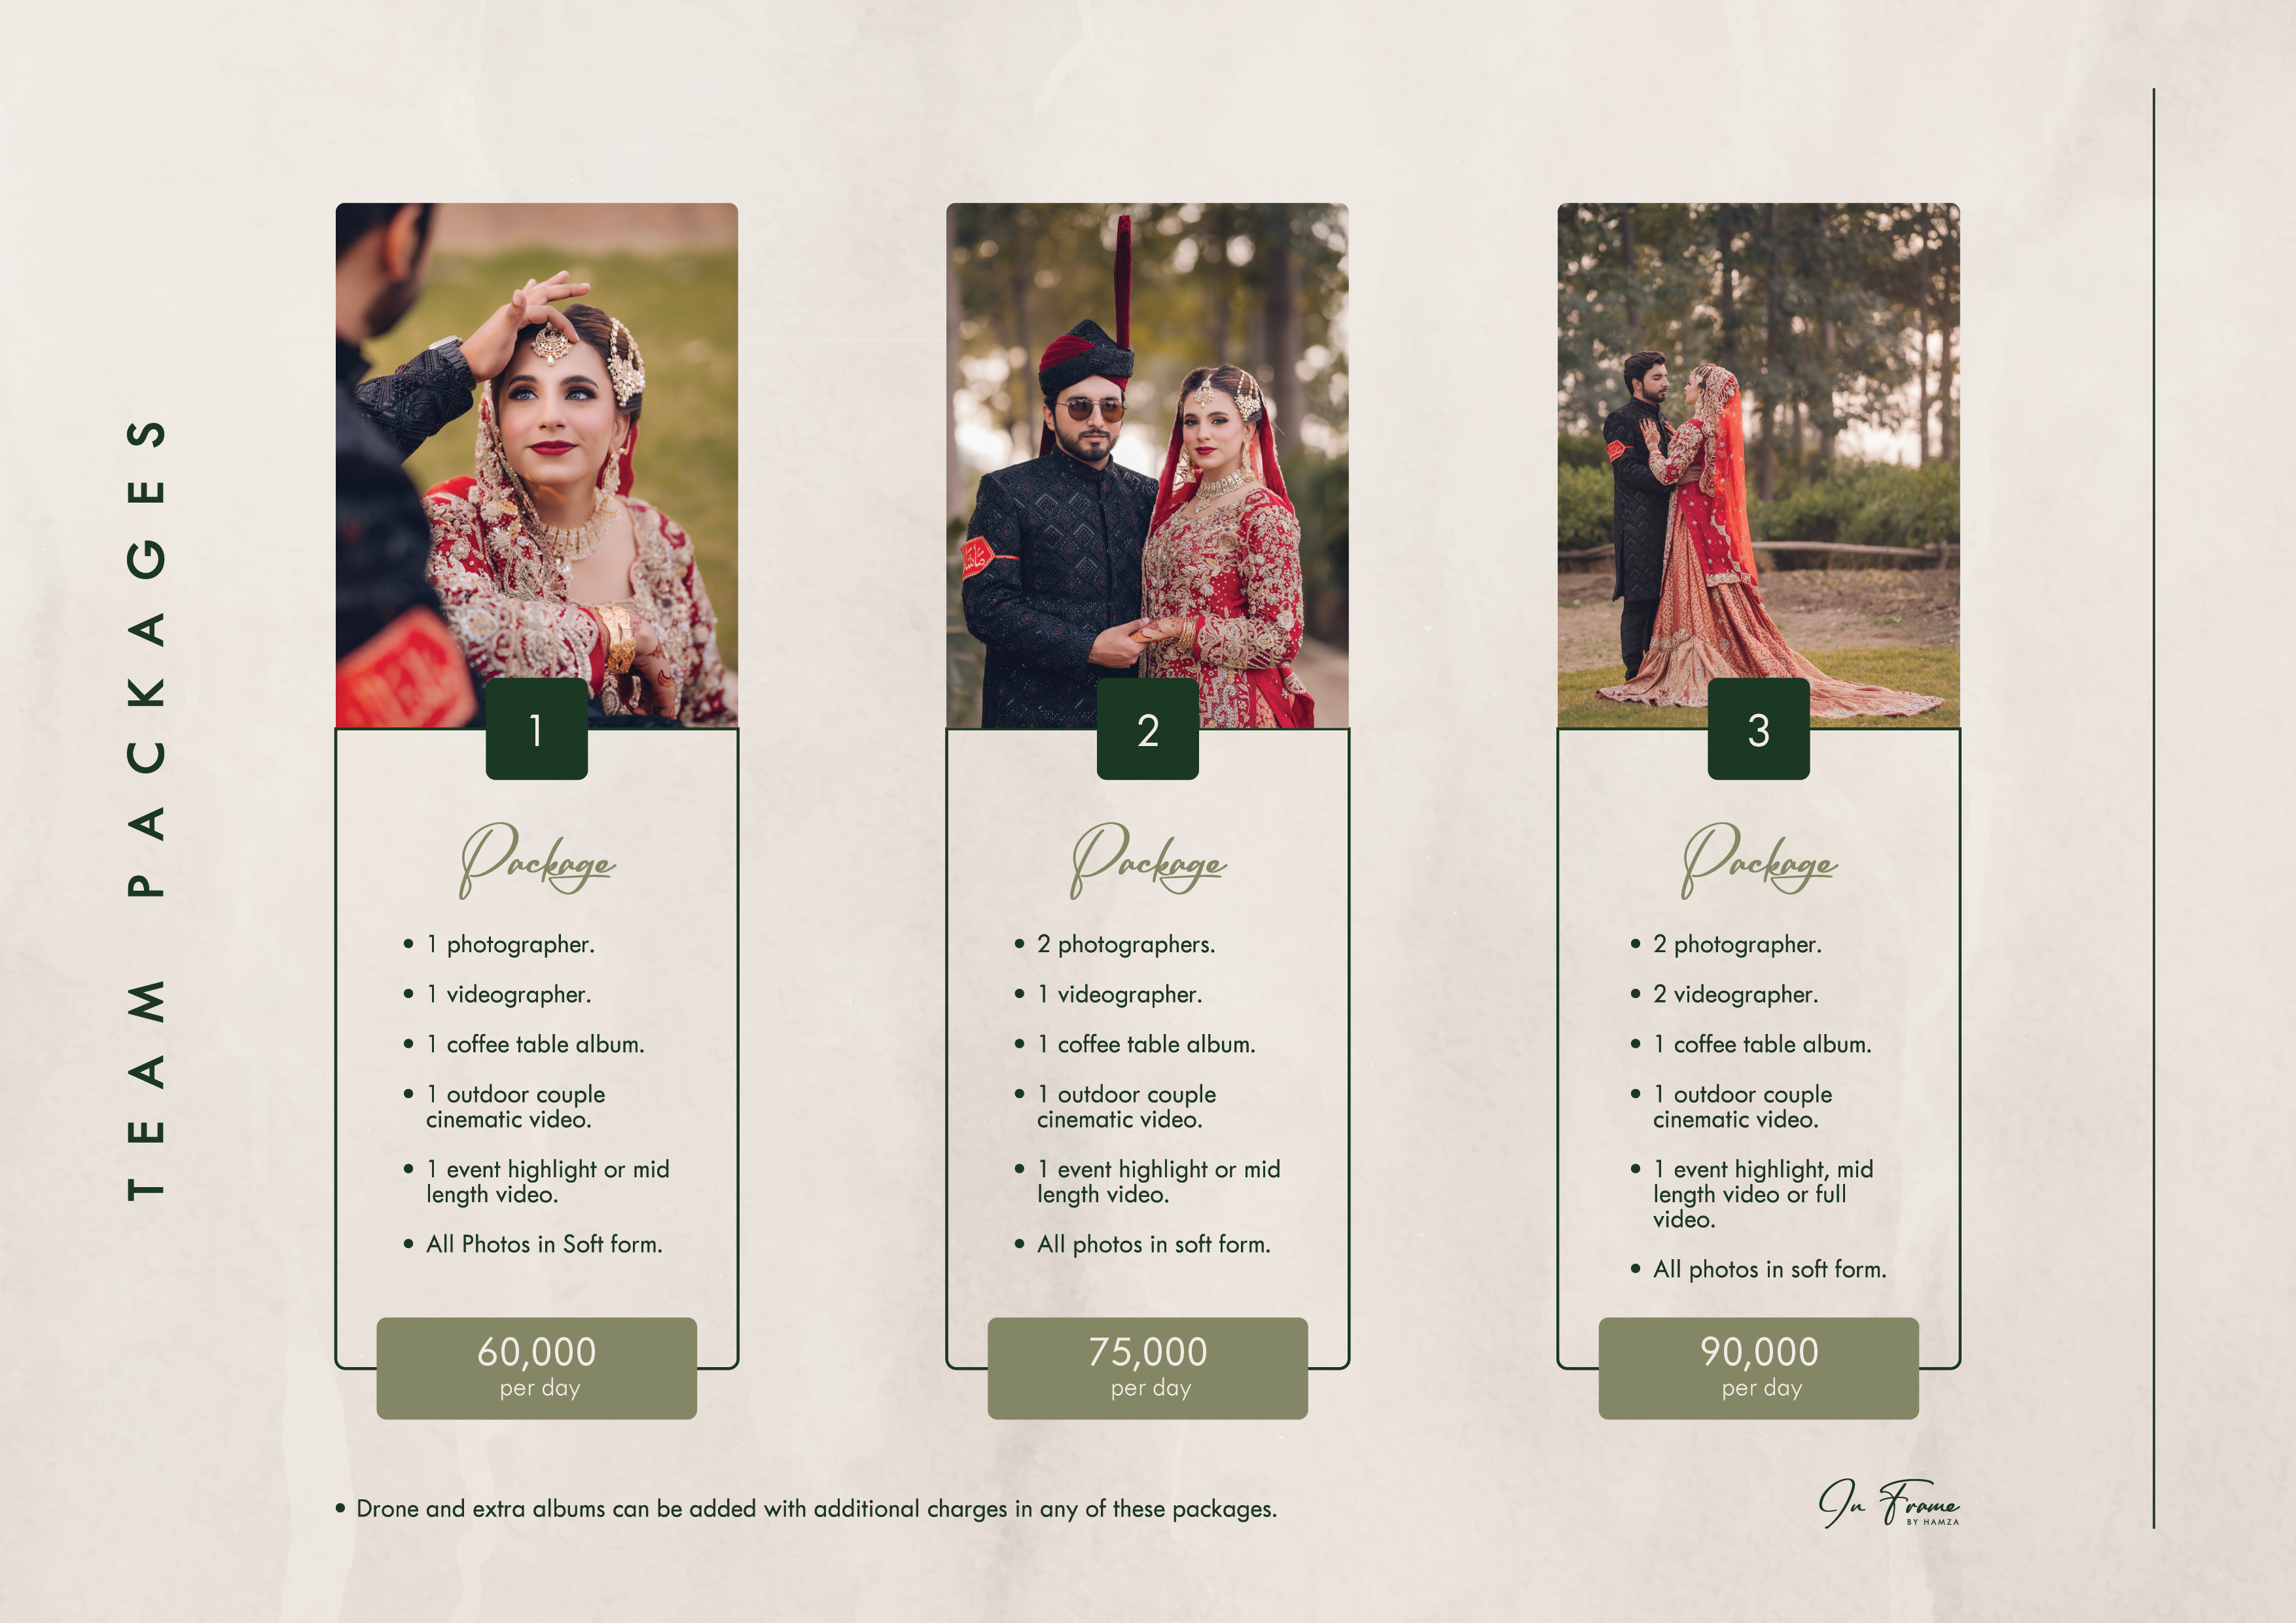 TEAM PACKAGES
1
Package
1 photographer.
1 videographer.
1 coffee table album.
1 outdoor couple
cinematic video.
1 event highlight or mid
length video.
All Photos in Soft form.
60,000
per day
2
Package
2 photographers.
1 videographer.
1 coffee table album.
1 outdoor couple
cinematic video.
1 event highlight or mid
length video.
All photos in soft form.
75,000
per day
3
Package
2 photographer.
2 videographer.
1 coffee table album.
1 outdoor couple
cinematic video.
1 event highlight, mid
length video or full
video.
All photos in soft form.
90,000
per day
Drone and extra albums can be added with additional charges in any of these packages.
In Frame
BY HAMZA